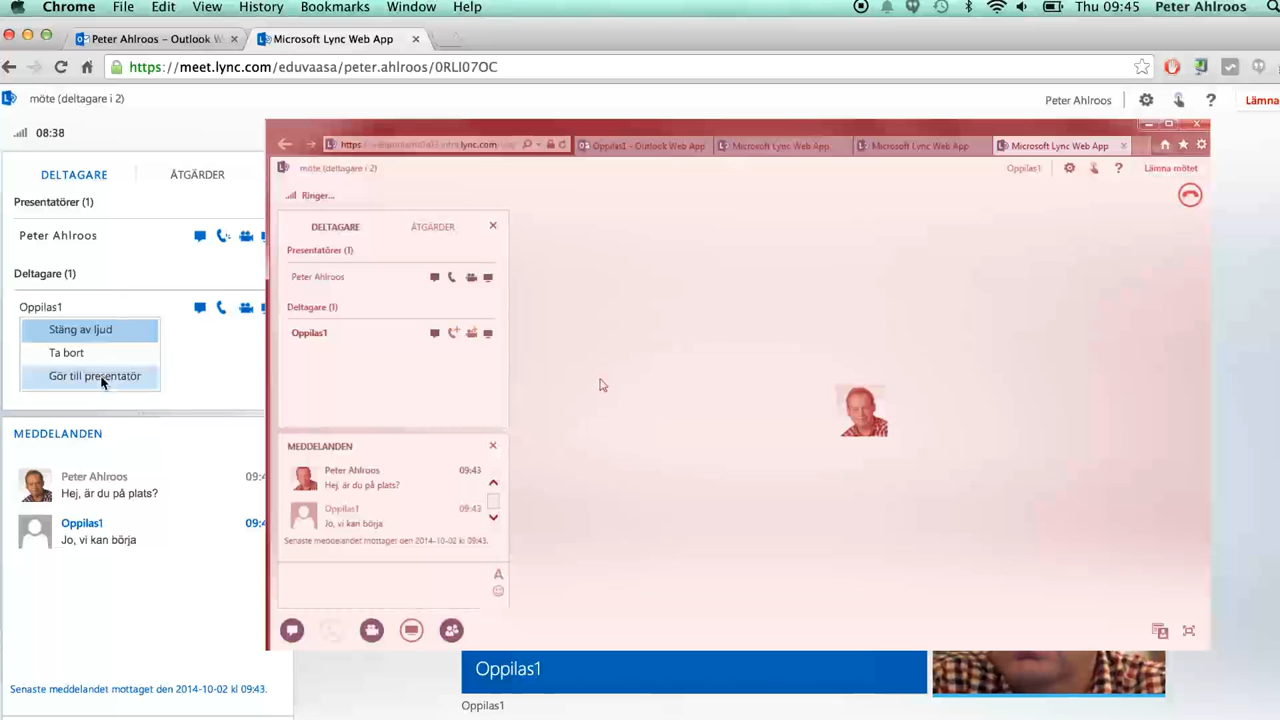 Chrome File Edit View History Bookmarks Window Help Thu 09:45 Peter Ahlroos
Peter Ahlroos – Outlook W
Microsoft Lync Web App
https://meet.lync.com/eduvaasa/peter.ahlroos/0RLI07OC
möte (deltagare i 2)
Peter Ahlroos
Lämna
08:38
DELTAGARE ÅTGÄRDER
Presentatörer (1)
Peter Ahlroos
Deltagare (1)
Oppilas1
Stäng av ljud
Ta bort
Gör till presentatör
MEDDELANDEN
Peter Ahlroos 09:4
Hej, är du på plats?
Oppilas1 09:4
Jo, vi kan börja
Senaste meddelandet mottaget den 2014-10-02 kl 09:43.
Oppilas1 - Outlook Web App
Microsoft Lync Web App
Microsoft Lync Web App
Microsoft Lync Web App
möte (deltagare i 2)
Oppilas1
Lämna mötet
Ringer...
DELTAGARE ÅTGÄRDER
Presentatörer (1)
Peter Ahlroos
Deltagare (1)
Oppilas1
MEDDELANDEN
Peter Ahlroos 09:43
Hej, är du på plats?
Oppilas1 09:43
Jo, vi kan börja
Senaste meddelandet mottaget den 2014-10-02 kl 09:43.
Oppilas1
Oppilas1